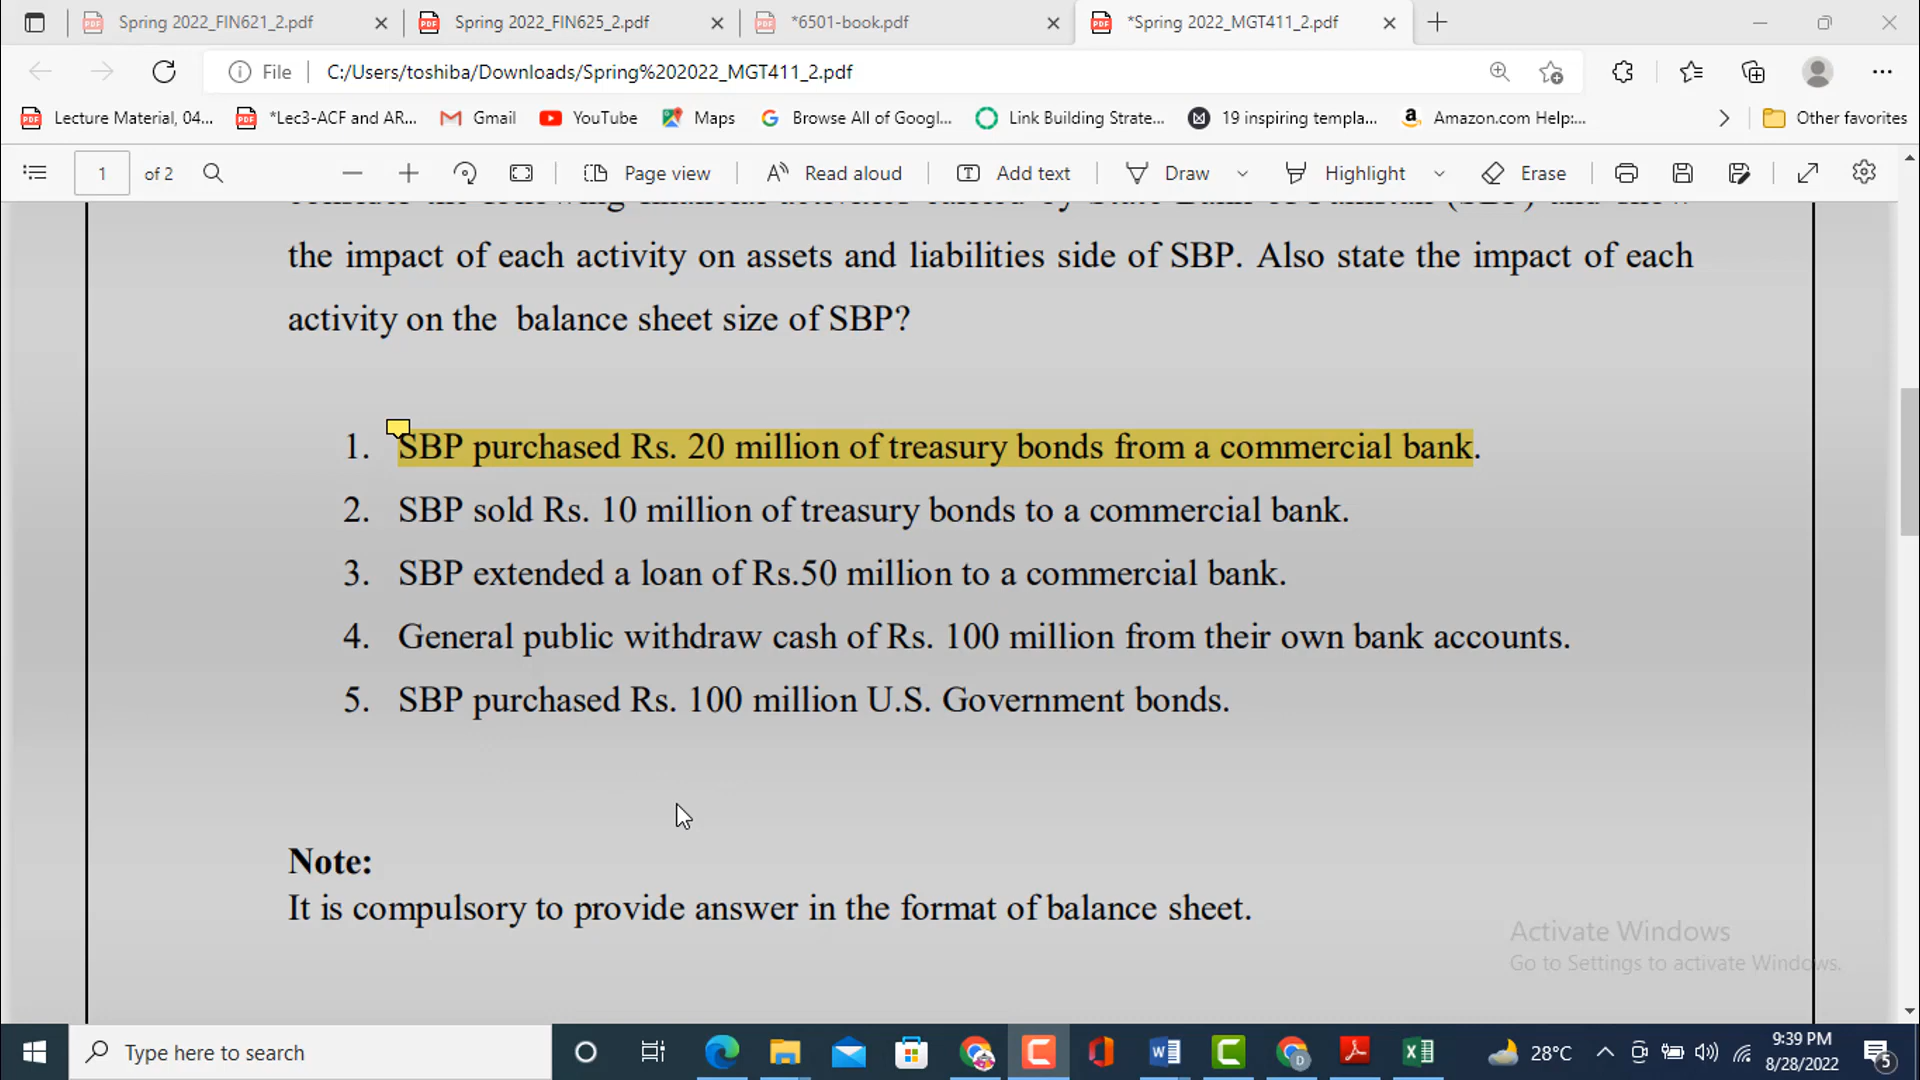 Spring 2022_FIN621_2.pdf
Spring 2022_FIN625_2.pdf
*6501-book.pdf
*Spring 2022_MGT411_2.pdf
File
C:/Users/toshiba/Downloads/Spring%202022_MGT411_2.pdf
Lecture Material, 04...
*Lec3-ACF and AR...
Gmail
YouTube
Maps
Browse All of Googl...
Link Building Strate...
19 inspiring templa...
Amazon.com Help:...
Other favorites
1 of 2
Page view
Read aloud
Add text
Draw
Highlight
Erase
the impact of each activity on assets and liabilities side of SBP. Also state the impact of each
activity on the balance sheet size of SBP?
1. SBP purchased Rs. 20 million of treasury bonds from a commercial bank.
2. SBP sold Rs. 10 million of treasury bonds to a commercial bank.
3. SBP extended a loan of Rs.50 million to a commercial bank.
4. General public withdraw cash of Rs. 100 million from their own bank accounts.
5. SBP purchased Rs. 100 million U.S. Government bonds.
Note:
It is compulsory to provide answer in the format of balance sheet.
Activate Windows
Go to Settings to activate Windows.
Type here to search
28°C
9:39 PM
8/28/2022
5